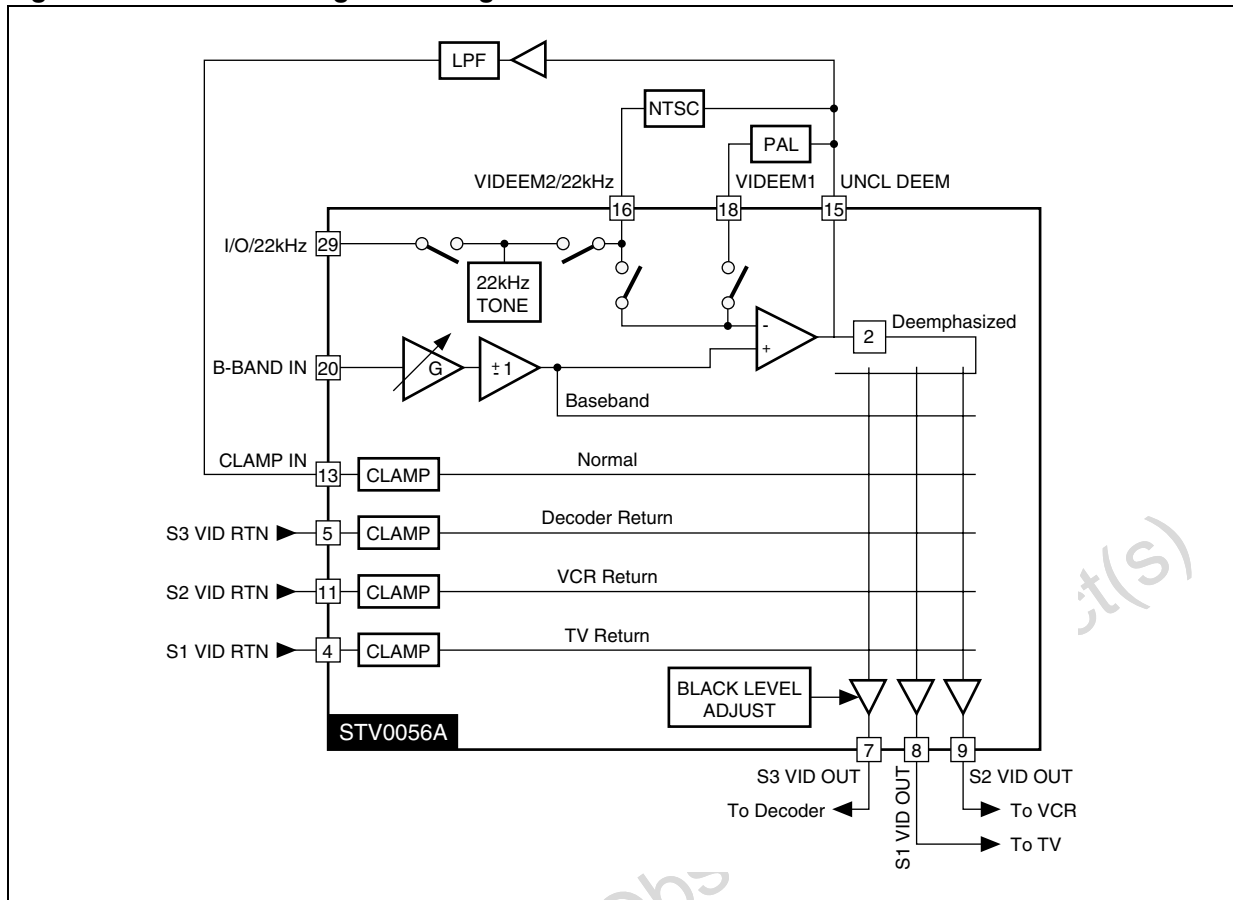 LPF
NTSC
PAL
VIDEEM2/22kHz
VIDEEM1
UNCL DEEM
16
18
15
I/O/22kHz
29
22kHz
TONE
-
+
2
Deemphasized
B-BAND IN
20
G
± 1
Baseband
CLAMP IN
13
CLAMP
Normal
S3 VID RTN
5
CLAMP
Decoder Return
S2 VID RTN
11
CLAMP
VCR Return
S1 VID RTN
4
CLAMP
TV Return
BLACK LEVEL
ADJUST
STV0056A
7
8
9
S3 VID OUT
S1 VID OUT
S2 VID OUT
To Decoder
To VCR
To TV
ct(s)
Obs